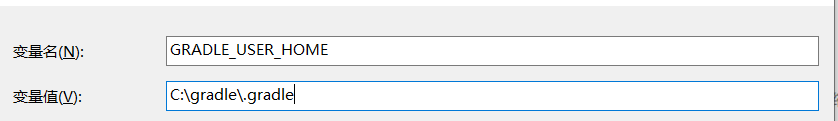 变量名(N): GRADLE_USER_HOME
变量值(V): C:\gradle\.gradle